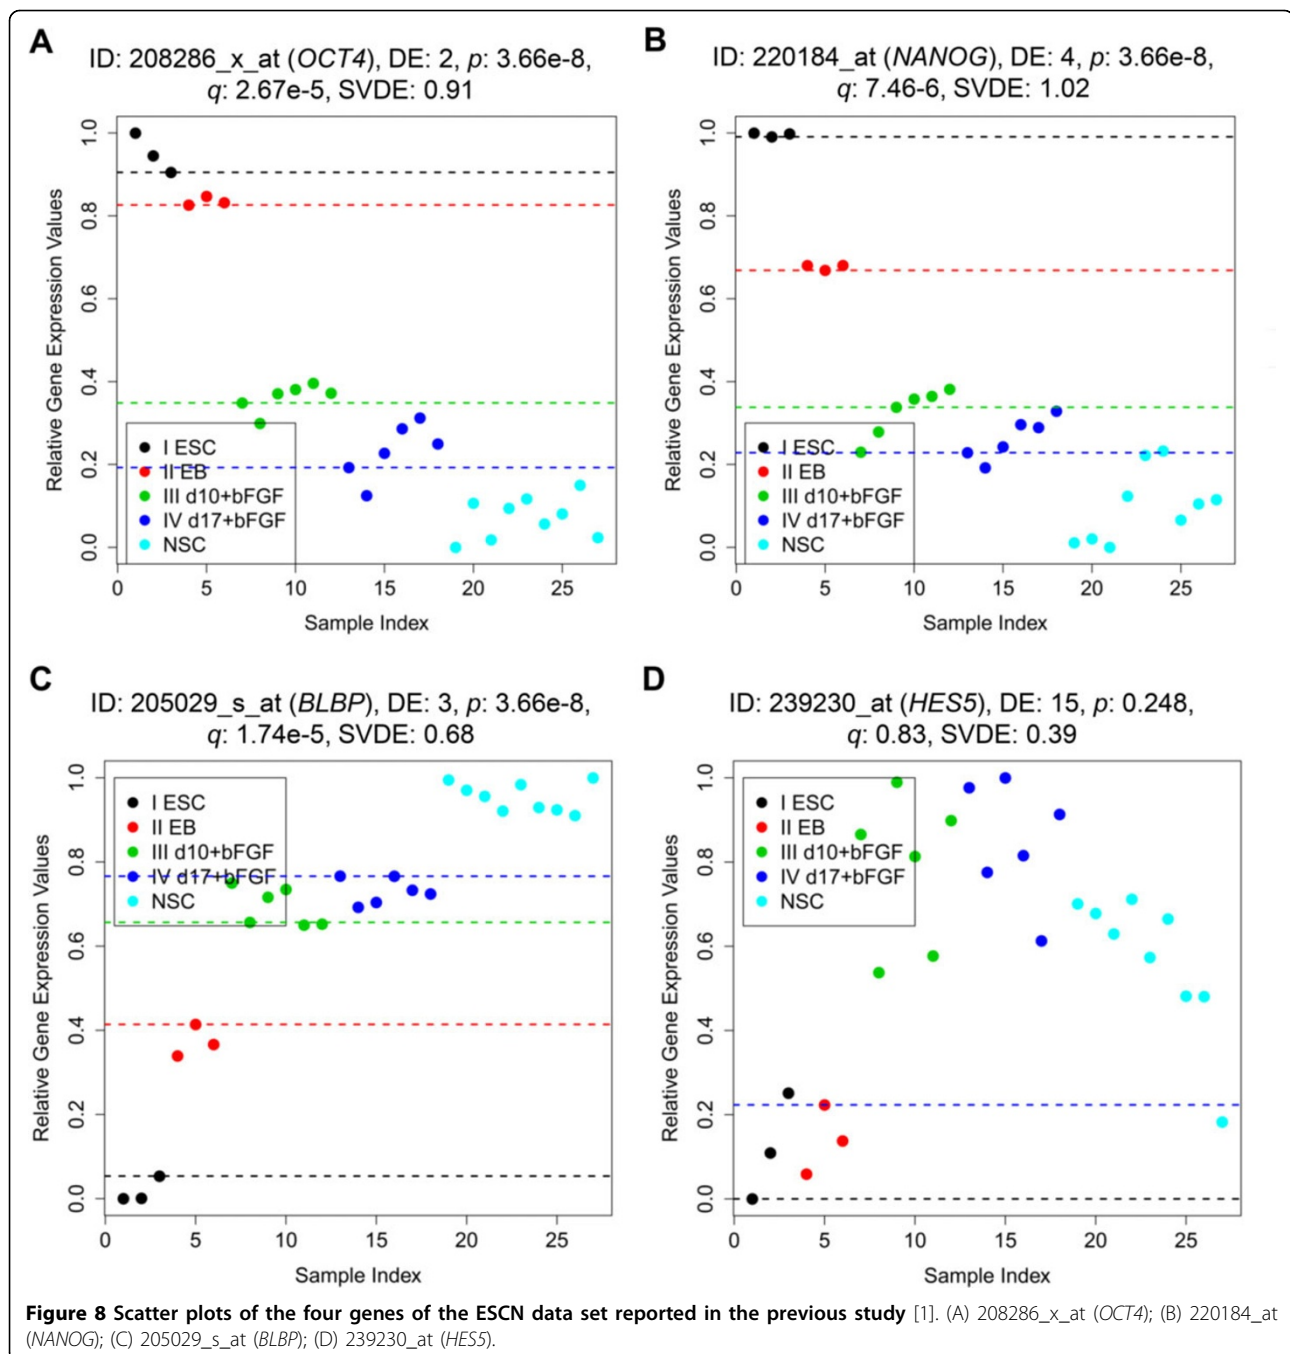 A
ID: 208286_x_at (OCT4), DE: 2, p: 3.66e-8,
q: 2.67e-5, SVDE: 0.91
Relative Gene Expression Values
1.0
0.8
0.6
0.4
0.2
0.0
I ESC
II EB
III d10+bFGF
IV d17+bFGF
NSC
0 5 10 15 20 25
Sample Index
B
ID: 220184_at (NANOG), DE: 4, p: 3.66e-8,
q: 7.46-6, SVDE: 1.02
Relative Gene Expression Values
1.0
0.8
0.6
0.4
0.2
0.0
I ESC
II EB
III d10+bFGF
IV d17+bFGF
NSC
0 5 10 15 20 25
Sample Index
C
ID: 205029_s_at (BLBP), DE: 3, p: 3.66e-8,
q: 1.74e-5, SVDE: 0.68
Relative Gene Expression Values
1.0
0.8
0.6
0.4
0.2
0.0
I ESC
II EB
III d10+bFGF
IV d17+bFGF
NSC
0 5 10 15 20 25
Sample Index
D
ID: 239230_at (HES5), DE: 15, p: 0.248,
q: 0.83, SVDE: 0.39
Relative Gene Expression Values
1.0
0.8
0.6
0.4
0.2
0.0
I ESC
II EB
III d10+bFGF
IV d17+bFGF
NSC
0 5 10 15 20 25
Sample Index
Figure 8 Scatter plots of the four genes of the ESCN data set reported in the previous study [1]. (A) 208286_x_at (OCT4); (B) 220184_at
(NANOG); (C) 205029_s_at (BLBP); (D) 239230_at (HES5).